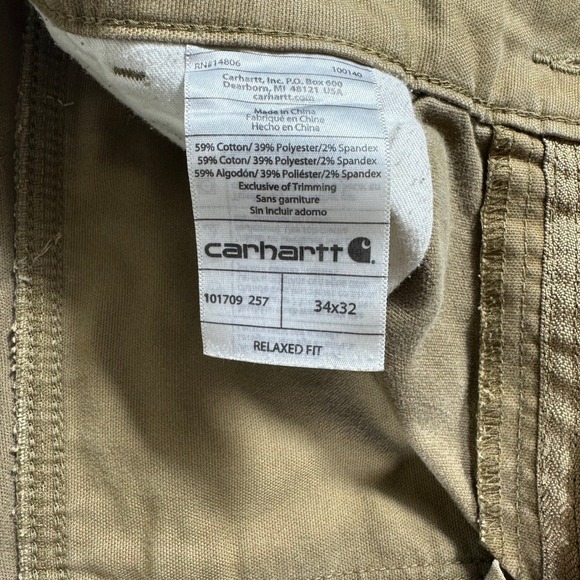 RN#14806 100140
Carhartt, Inc. P.O. Box 600
Dearborn, MI 48121 USA
carhartt.com
Made in China
Fabriqué en Chine
Hecho en China
59% Cotton/ 39% Polyester/2% Spandex
59% Coton/ 39% Polyester/2% Spandex
59% Algodón/ 39% Poliéster/2% Spandex
Exclusive of Trimming
Sans garniture
Sin incluir adorno
carhartt
101709 257 34x32
RELAXED FIT